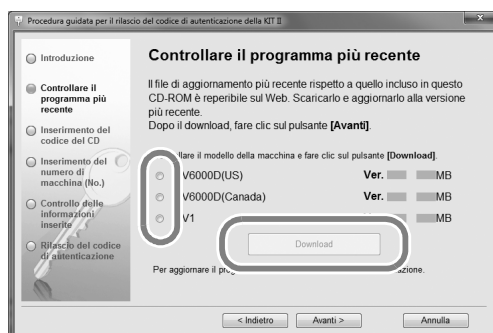 Procedura guidata per il rilascio del codice di autenticazione della KIT II
Introduzione
Controllare il
programma più
recente
Inserirmento del
codice del CD
Inserimento del
numero di
macchina (No.)
Controllo delle
informazioni
inserite
Rilascio del codice
di autenticazione
Controllare il programma più recente
Il file di aggiornamento più recente rispetto a quello incluso in questo
CD-ROM è reperibile sul Web. Scaricarlo e aggiornarlo alla versione
più recente.
Dopo il download, fare clic sul pulsante [Avanti].
il modello della macchina e fare clic sul pulsante [Download].
V6000D(US) Ver. MB
V6000D(Canada) Ver. MB
V1 MB
Download
Per aggiornare il
< Indietro
Avanti >
Annulla